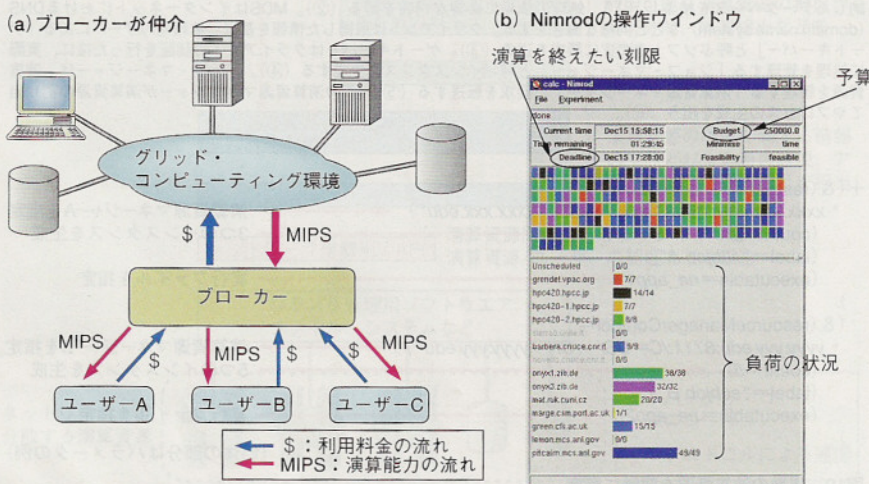 (a)ブローカーが仲介
グリッド・
コンピューティング環境
$
MIPS
ブローカー
MIPS
$
MIPS
$
$
MIPS
ユーザーA
ユーザーB
ユーザーC
$：利用料金の流れ
MIPS：演算能力の流れ
(b) Nimrodの操作ウインドウ
演算を終えたい刻限
予算
calc - Nimrod
File Experiment
done
Current time Dec15 15:58:15 Budget 250000.0
Time remaining 01:29:45 Minimise time
Deadline Dec15 17:28:00 Feasibility feasible
Unscheduled 0/0
grendel.vpac.org 7/7
hpc420.hpcc.jp 14/14
hpc420-1.hpcc.jp 7/7
hpc420-2.hpcc.jp 6/6
0/0
barbera.cnuce.cnr.it 9/9
0/0
onyx1.zib.de 38/38
onyx3.zib.de 32/32
mat.ruk.cuni.cz 20/20
marge.csm.port.ac.uk 1/1
green.cfs.ac.uk 15/15
lemon.mcs.anl.gov 0/0
pitcairn.mcs.anl.gov 49/49
負荷の状況